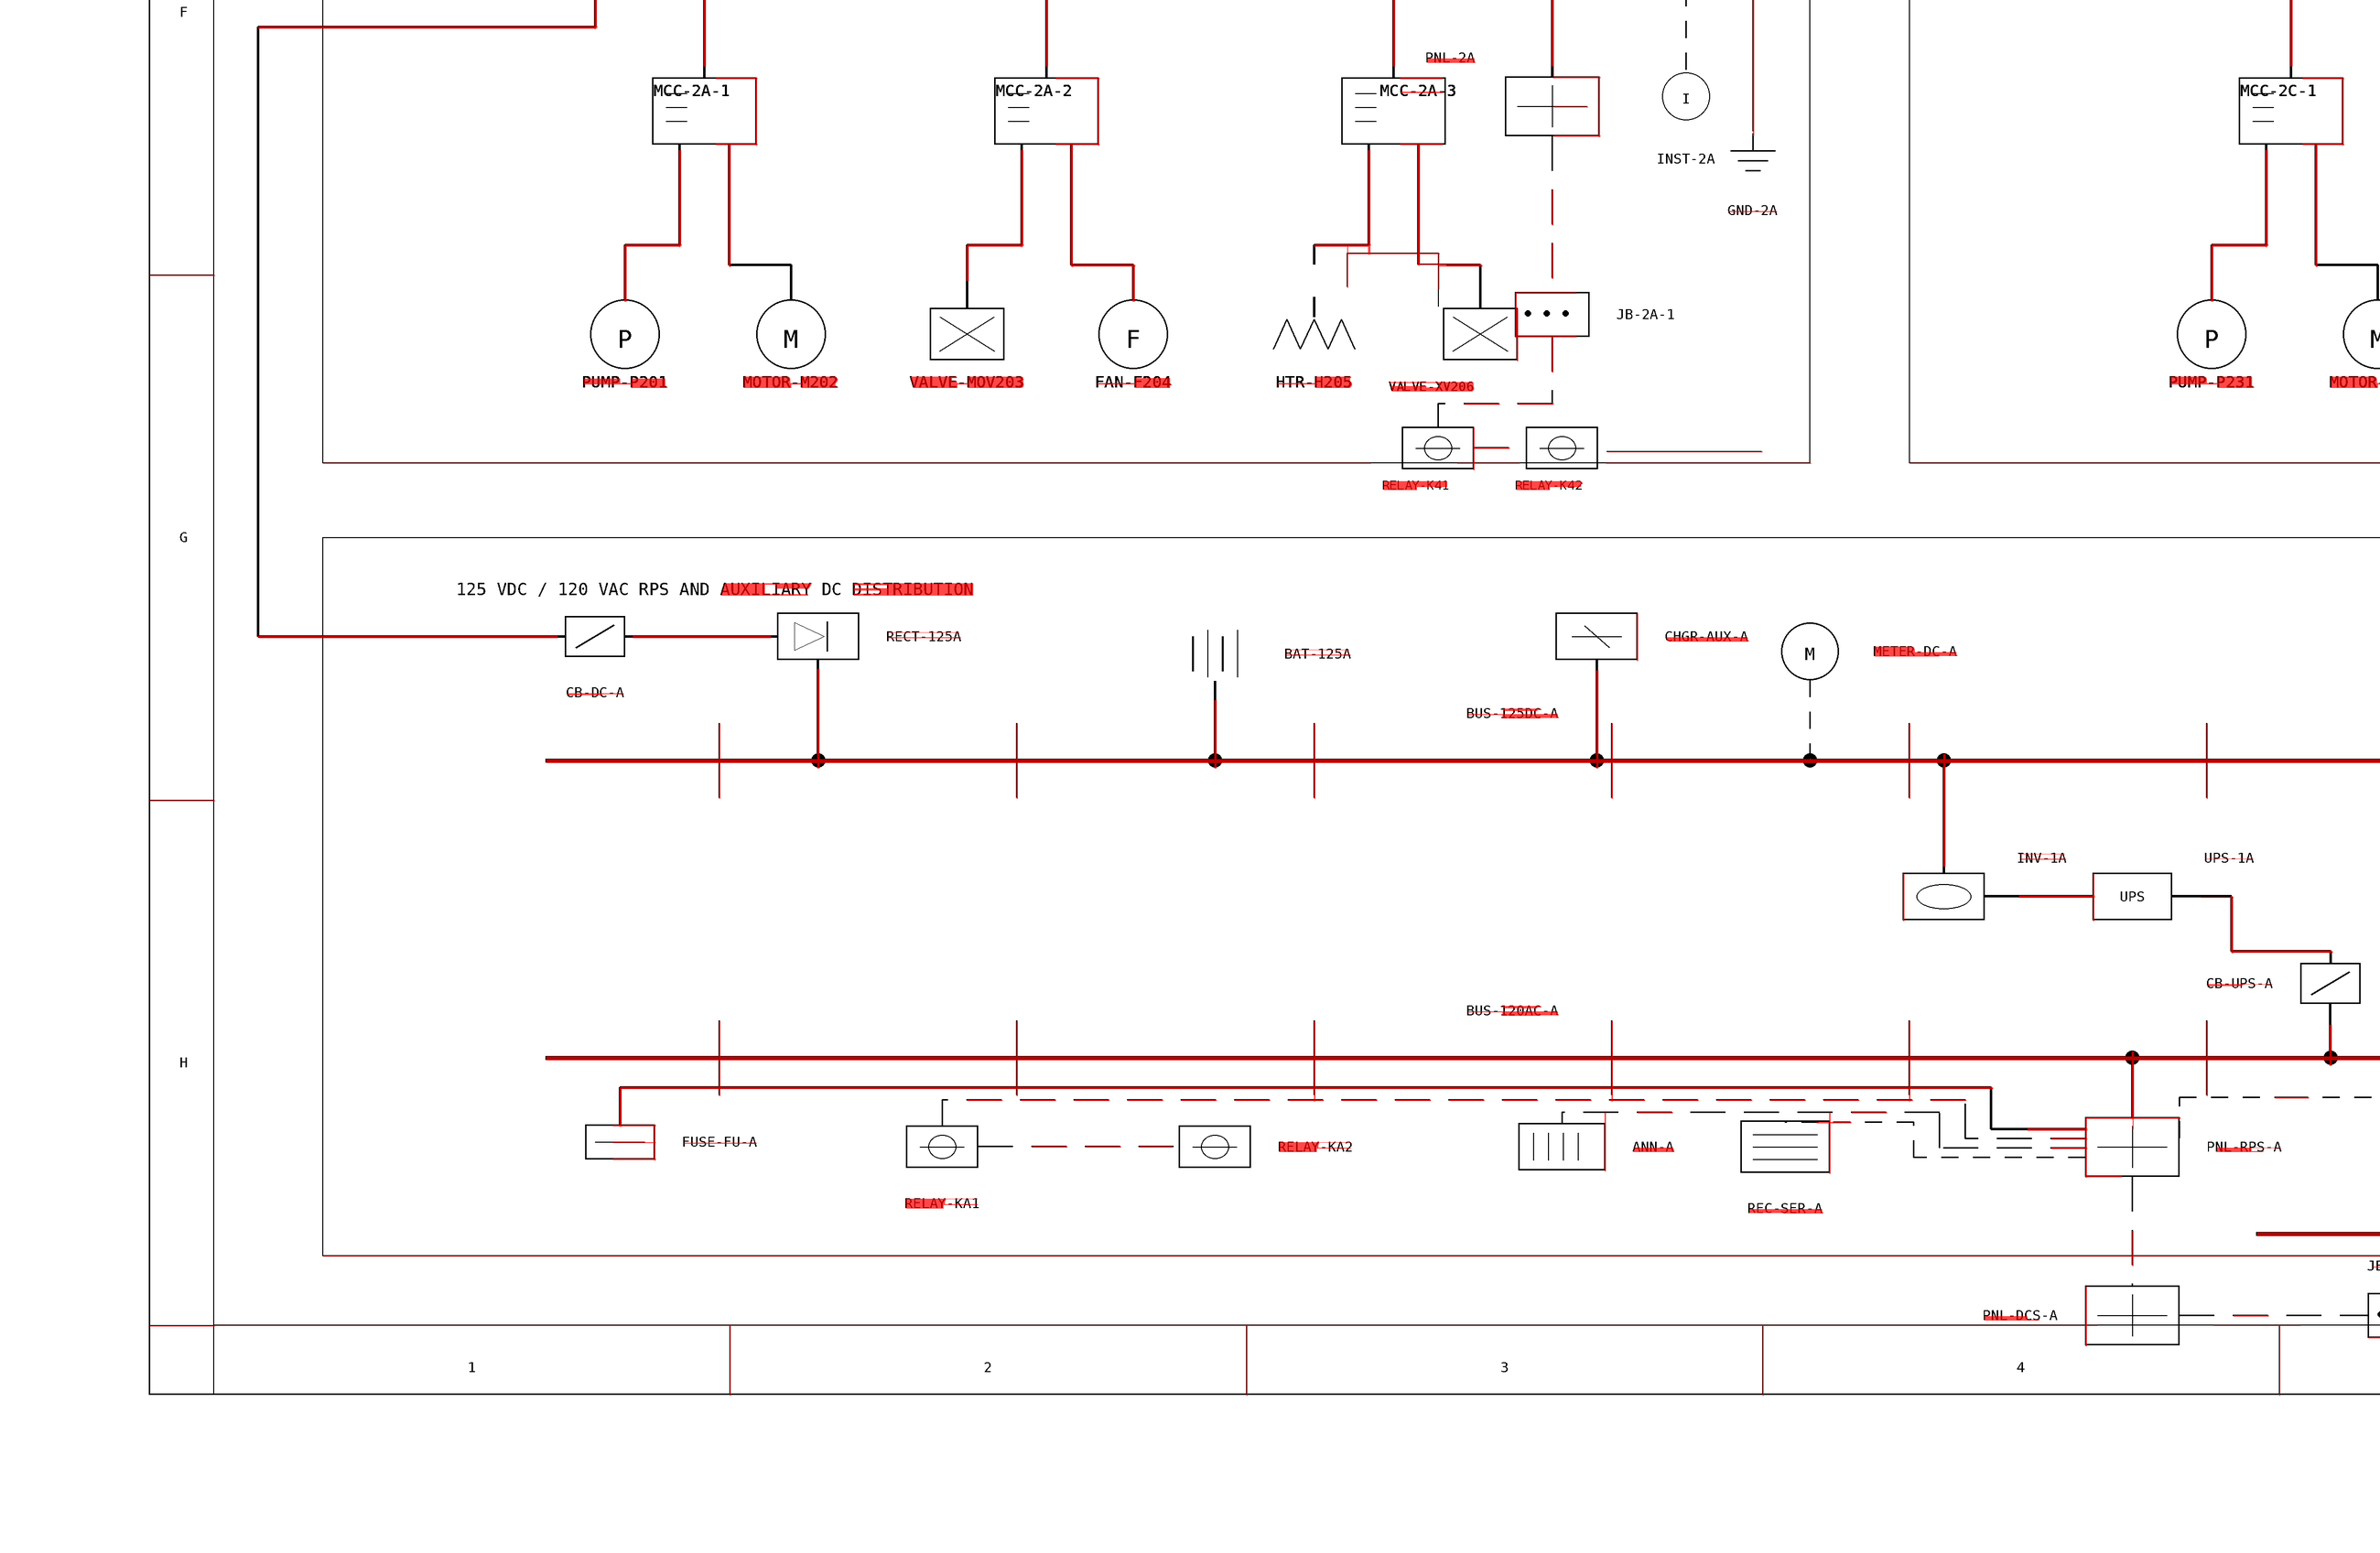 F
PNL-2A
MCC-2A-1
MCC-2A-2
MCC-2A-3
MCC-2C-1
I
INST-2A
GND-2A
JB-2A-1
P
M
F
P
PUMP-P201
MOTOR-M202
VALVE-MOV203
FAN-F204
HTR-H205
VALVE-XV206
PUMP-P231
MOTOR-
RELAY-K41
RELAY-K42
G
125 VDC / 120 VAC RPS AND AUXILIARY DC DISTRIBUTION
RECT-125A
BAT-125A
CHGR-AUX-A
M
METER-DC-A
CB-DC-A
BUS-125DC-A
INV-1A
UPS-1A
UPS
CB-UPS-A
BUS-120AC-A
H
FUSE-FU-A
RELAY-KA2
ANN-A
PNL-RPS-A
RELAY-KA1
REC-SER-A
PNL-DCS-A
1
2
3
4